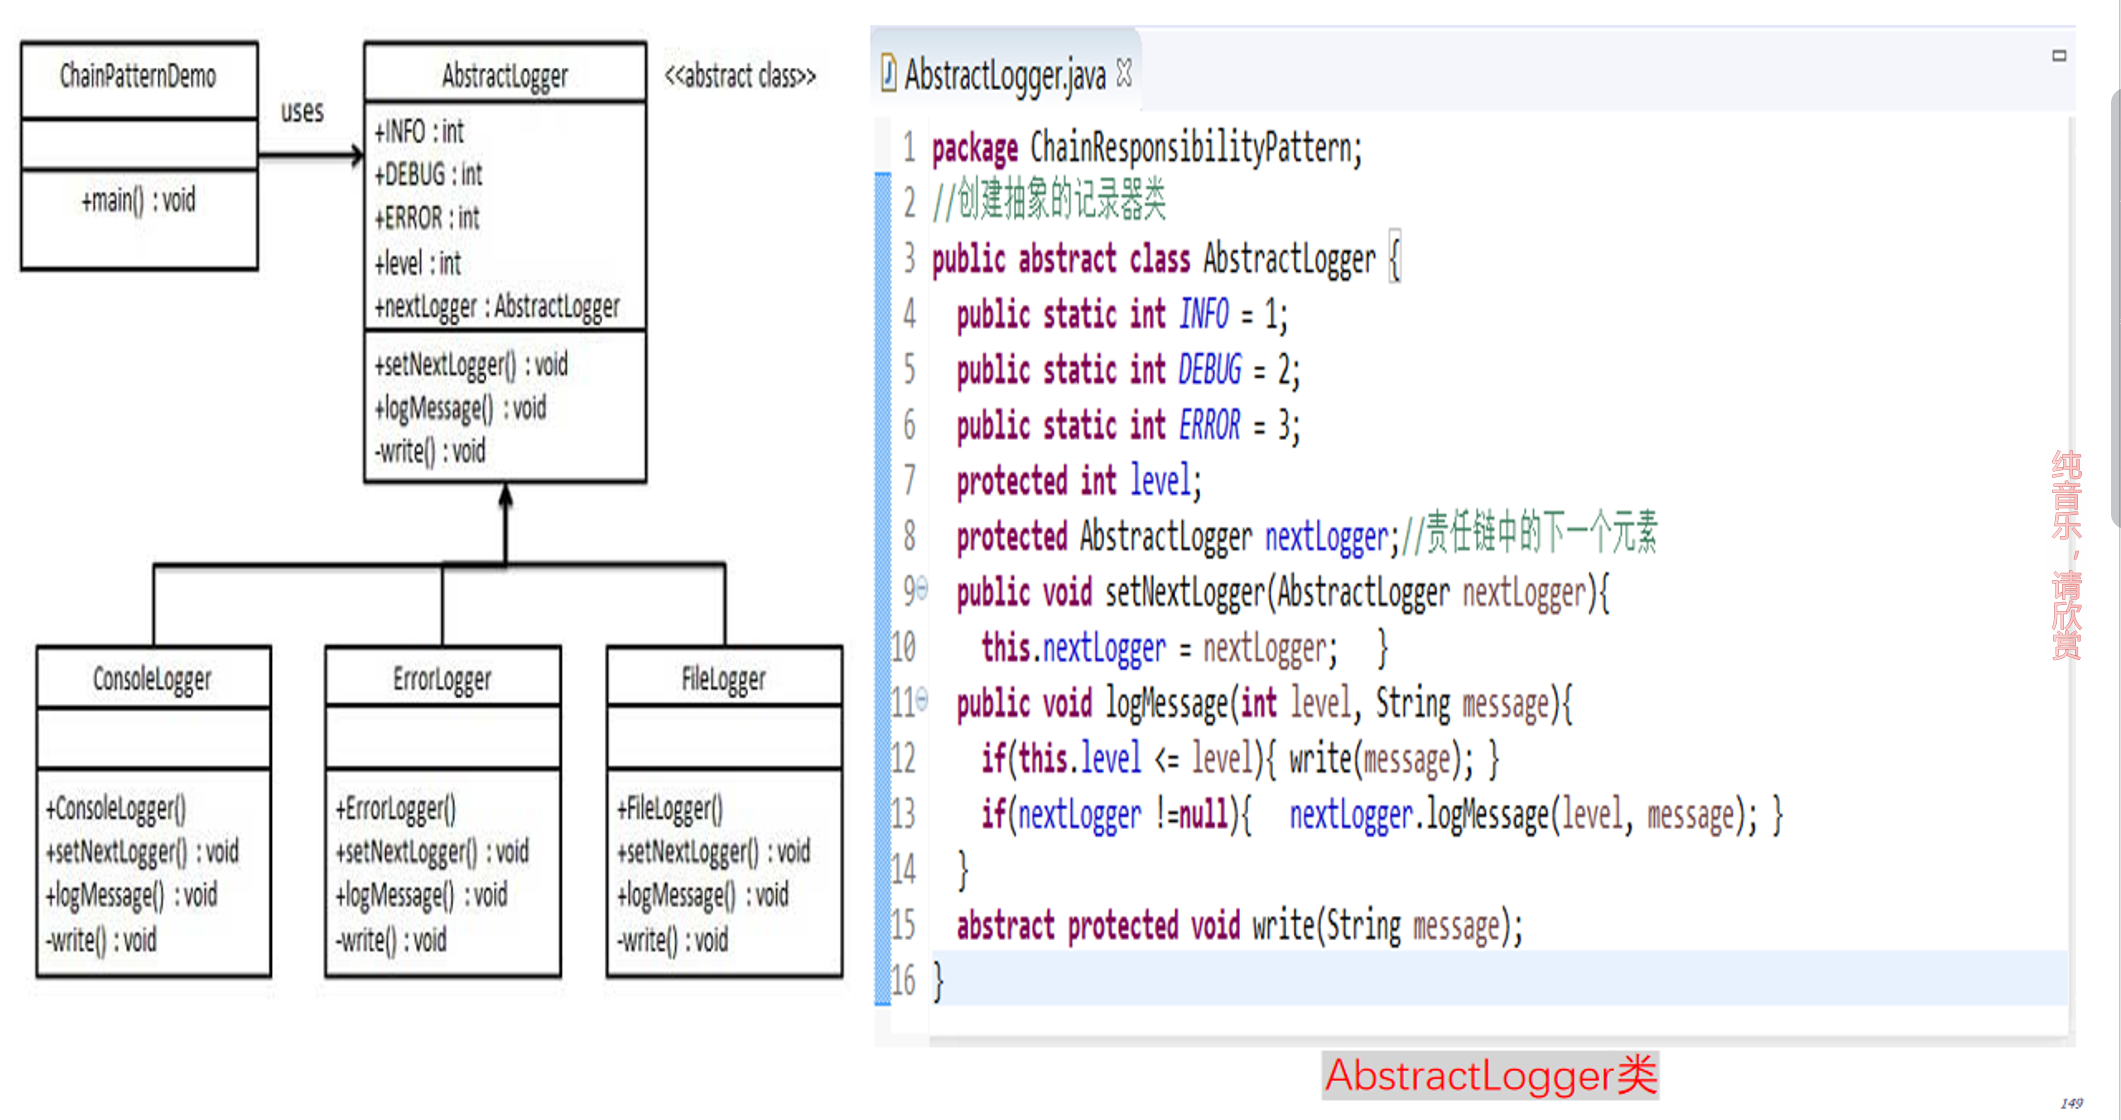 ChainPatternDemo
+main() : void
uses
AbstractLogger
<<abstract class>>
+INFO : int
+DEBUG : int
+ERROR : int
+level : int
+nextLogger : AbstractLogger
+setNextLogger() : void
+logMessage() : void
-write() : void
ConsoleLogger
+ConsoleLogger()
+setNextLogger() : void
+logMessage() : void
-write() : void
ErrorLogger
+ErrorLogger()
+setNextLogger() : void
+logMessage() : void
-write() : void
FileLogger
+FileLogger()
+setNextLogger() : void
+logMessage() : void
-write() : void
AbstractLogger.java
1 package ChainResponsibilityPattern;
2 //创建抽象的记录器类
3 public abstract class AbstractLogger {
4 public static int INFO = 1;
5 public static int DEBUG = 2;
6 public static int ERROR = 3;
7 protected int level;
8 protected AbstractLogger nextLogger;//责任链中的下一个元素
9 public void setNextLogger(AbstractLogger nextLogger){
10 this.nextLogger = nextLogger; }
11 public void logMessage(int level, String message){
12 if(this.level <= level){ write(message); }
13 if(nextLogger !=null){ nextLogger.logMessage(level, message); }
14 }
15 abstract protected void write(String message);
16 }
AbstractLogger类
纯音乐，请欣赏
149